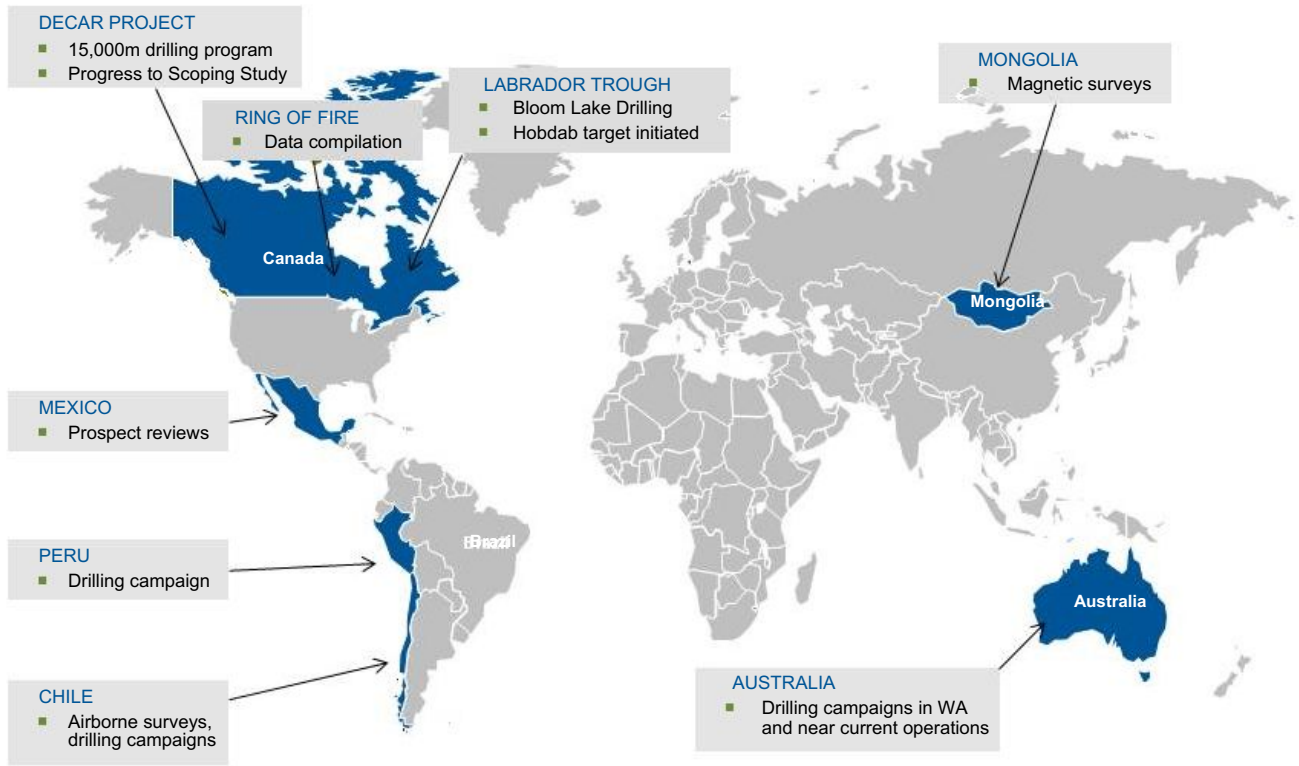 DECAR PROJECT
15,000m drilling program
Progress to Scoping Study
RING OF FIRE
Data compilation
LABRADOR TROUGH
Bloom Lake Drilling
Hobdab target initiated
MONGOLIA
Magnetic surveys
Canada
Mongolia
MEXICO
Prospect reviews
Brazil
PERU
Drilling campaign
Australia
CHILE
Airborne surveys,
drilling campaigns
AUSTRALIA
Drilling campaigns in WA
and near current operations